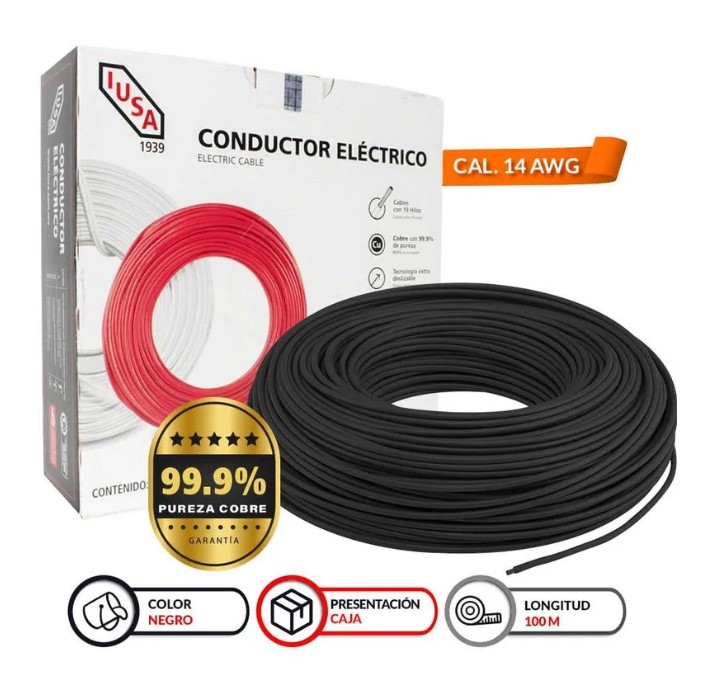 IUSA
1939
CONDUCTOR ELÉCTRICO
ELECTRIC CABLE
CAL. 14 AWG
CONDUCTOR
ELÉCTRICO
Cables
con 19 Hilos
Cu
Cobre con 99.9%
de pureza
Tecnología extra
deslizable
CONTENIDO:
99.9%
PUREZA COBRE
GARANTÍA
COLOR
NEGRO
PRESENTACIÓN
CAJA
LONGITUD
100 M